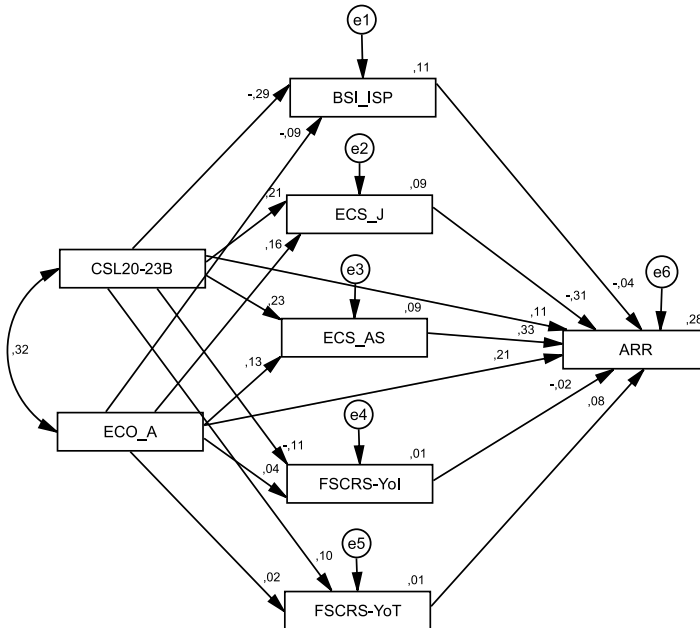 e1
,11
BSI_ISP
-,29
-,09
e2
,09
,21
ECS_J
,16
CSL20-23B
e3
,09
,23
ECS_AS
,13
,32
-,04
e6
-,31
,11
,28
,33
ARR
,21
-,02
,08
ECO_A
e4
-,11
,01
,04
FSCRS-YoI
e5
,10
,01
,02
FSCRS-YoT